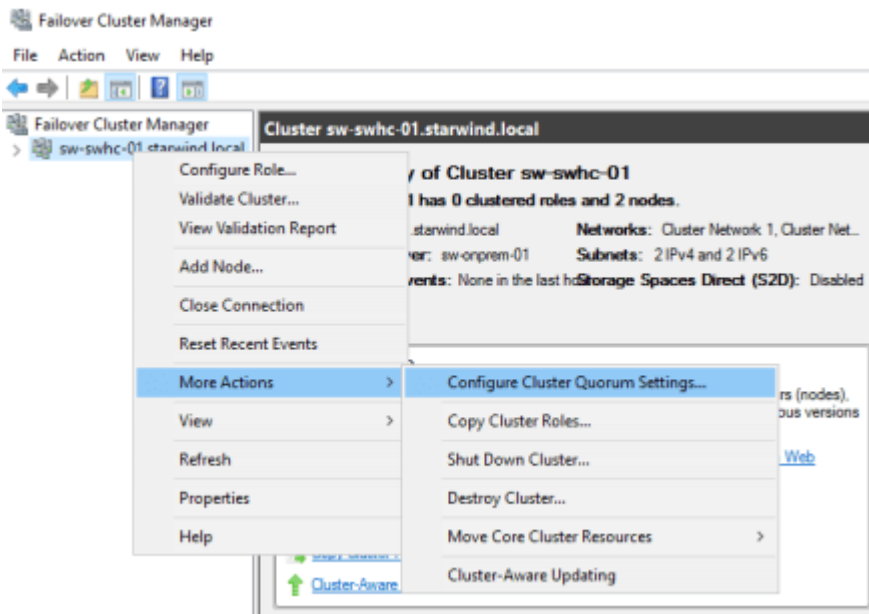 Failover Cluster Manager
File Action View Help
Failover Cluster Manager
sw-swhc-01.starwind.local
Cluster sw-swhc-01.starwind.local
y of Cluster sw-swhc-01
1 has 0 clustered roles and 2 nodes.
.starwind.local Networks: Cluster Network 1, Cluster Net...
ver: sw-onprem-01 Subnets: 2 IPv4 and 2 IPv6
vents: None in the last ho Storage Spaces Direct (S2D): Disabled
Configure Role...
Validate Cluster...
View Validation Report
Add Node...
Close Connection
Reset Recent Events
More Actions
View
Refresh
Properties
Help
Configure Cluster Quorum Settings...
Copy Cluster Roles...
Shut Down Cluster...
Destroy Cluster...
Move Core Cluster Resources
Cluster-Aware Updating
rs (nodes),
ous versions
Web
Cluster-Aware